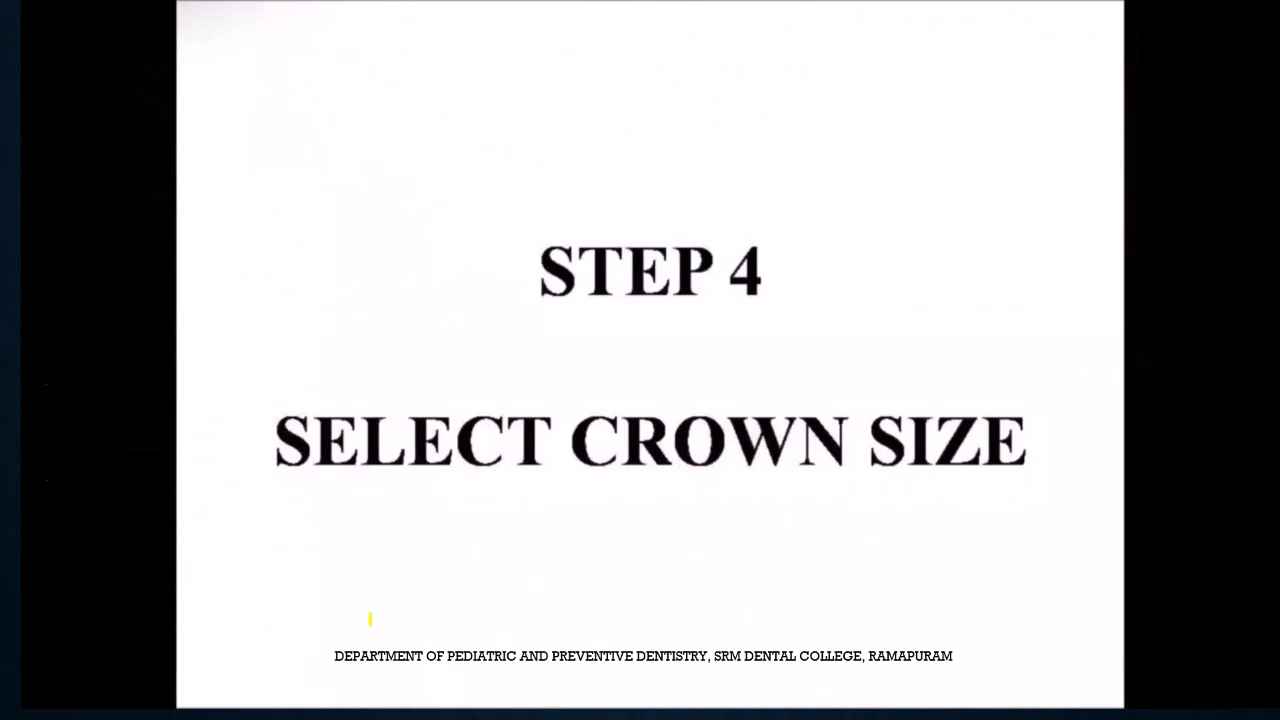 STEP 4
SELECT CROWN SIZE
DEPARTMENT OF PEDIATRIC AND PREVENTIVE DENTISTRY, SRM DENTAL COLLEGE, RAMAPURAM